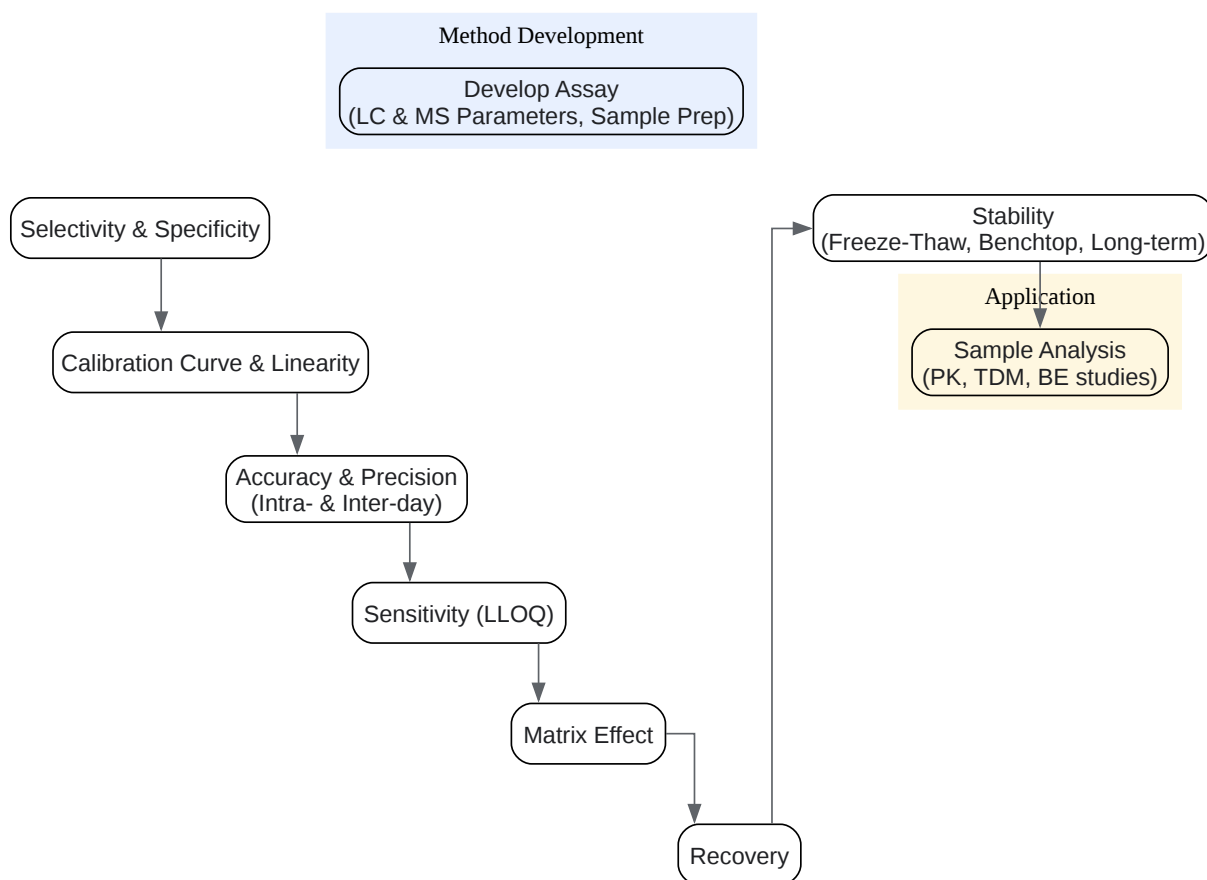 Method Development
Develop Assay
(LC & MS Parameters, Sample Prep)
Selectivity & Specificity
Calibration Curve & Linearity
Accuracy & Precision
(Intra- & Inter-day)
Sensitivity (LLOQ)
Matrix Effect
Recovery
Stability
(Freeze-Thaw, Benchtop, Long-term)
Application
Sample Analysis
(PK, TDM, BE studies)